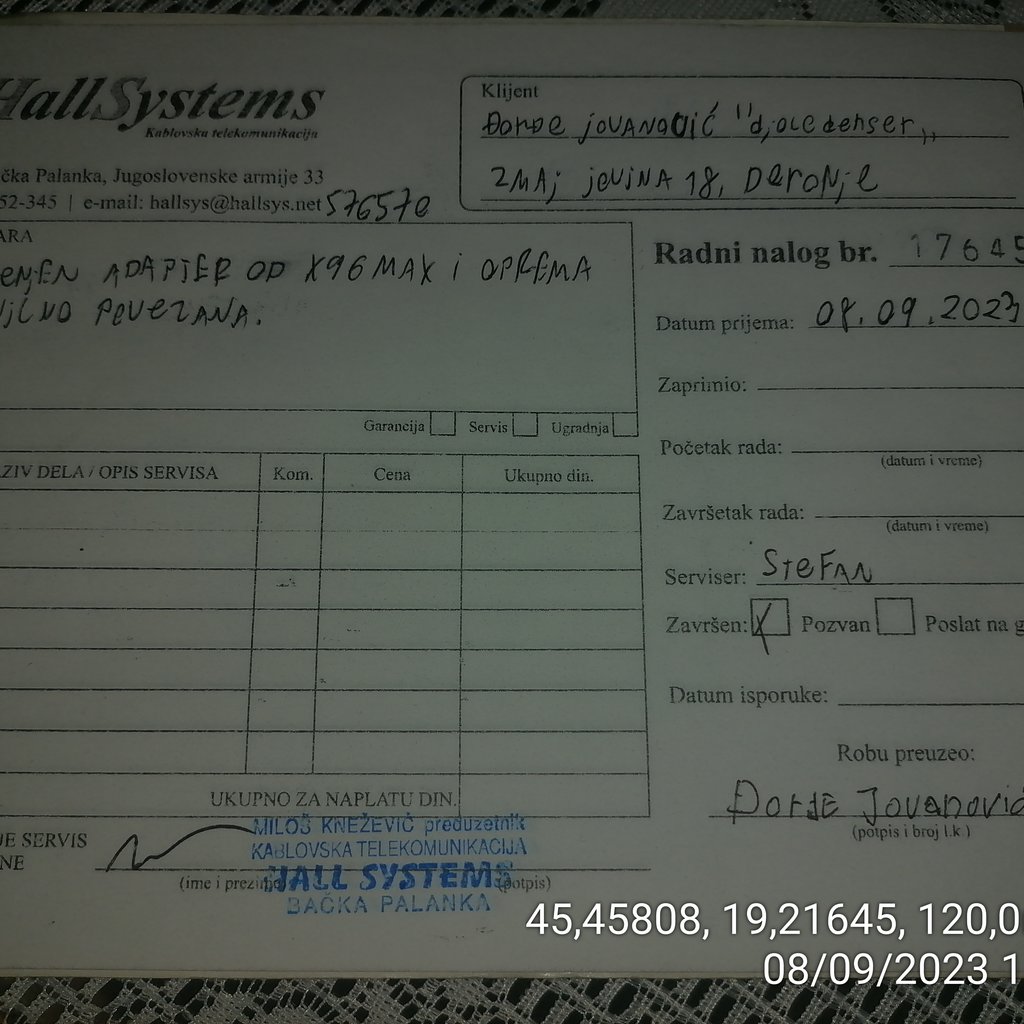 HallSystems
Kablovska telekomunikacija
čka Palanka, Jugoslovenske armije 33
52-345 | e-mail: hallsys@hallsys.net 576570
Klijent
Đorđe jovanović "djole denser„
zmaj jovina 18, Deronje
ARA
enjen ADAPTER OD X96MAX i OPREMA
POVEZANA.
Garancija
Servis
Ugradnja
Radni nalog br. 17645
Datum prijema: 08.09.2023
Zaprimio:
Početak rada:
(datum i vreme)
Završetak rada:
(datum i vreme)
Serviser: STEFAN
Završen: X Pozvan Poslat na g
Datum isporuke:
Robu preuzeo:
Đorđe Jovanović
(potpis i broj l.k.)
ZIV DELA / OPIS SERVISA
Kom.
Cena
Ukupno din.
UKUPNO ZA NAPLATU DIN.
JE SERVIS
NE
(ime i prezime)
(potpis)
MILOŠ KNEŽEVIĆ preduzetnik
KABLOVSKA TELEKOMUNIKACIJA
HALL SYSTEMS
BAČKA PALANKA
45,45808, 19,21645, 120,0
08/09/2023 1